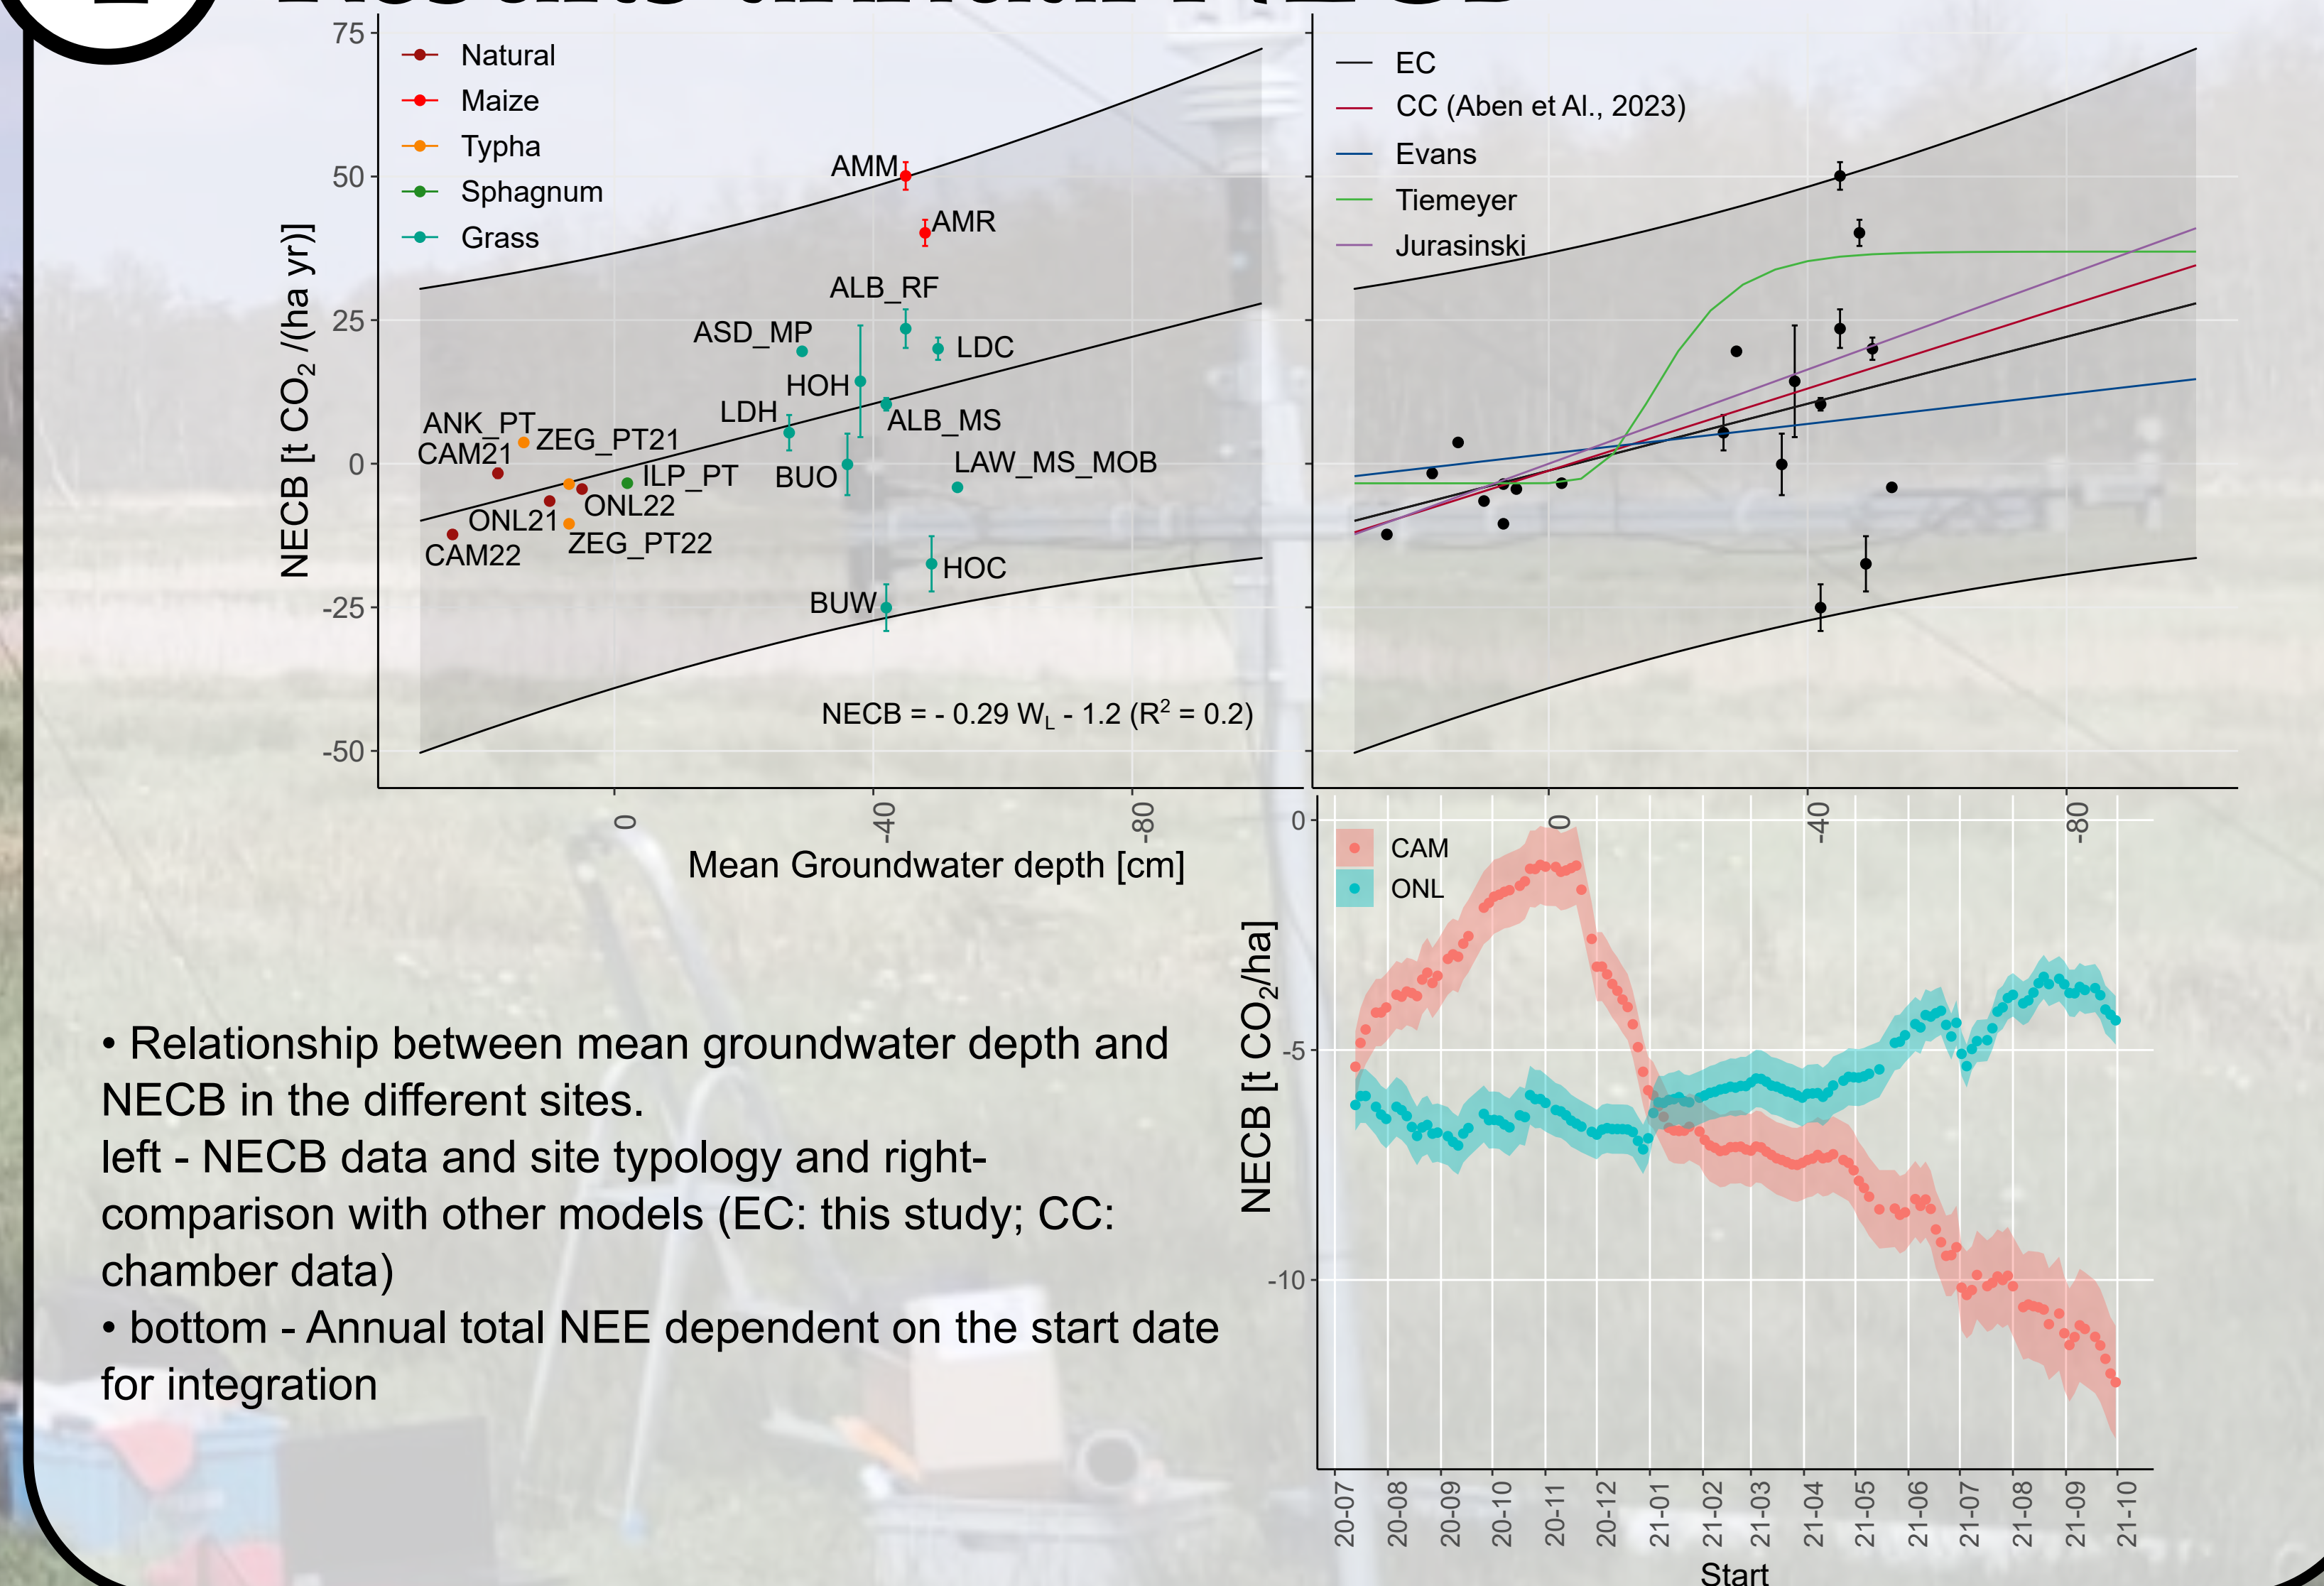 75
50
25
0
-25
-50
NECB [t CO2 /(ha yr)]
Natural
Maize
Typha
Sphagnum
Grass
AMM
AMR
ALB_RF
ASD_MP
LDC
HOH
LDH
ALB_MS
ANK_PT
ZEG_PT21
CAM21
BUO
LAW_MS_MOB
ILP_PT
ONL22
ONL21
ZEG_PT22
CAM22
HOC
BUW
NECB = - 0.29 WL - 1.2 (R2 = 0.2)
0
-40
-80
Mean Groundwater depth [cm]
EC
CC (Aben et Al., 2023)
Evans
Tiemeyer
Jurasinski
0
-40
-80
• Relationship between mean groundwater depth and
NECB in the different sites.
left - NECB data and site typology and right-
comparison with other models (EC: this study; CC:
chamber data)
• bottom - Annual total NEE dependent on the start date
for integration
NECB [t CO2/ha]
0
-5
-10
CAM
ONL
20-07
20-08
20-09
20-10
20-11
20-12
21-01
21-02
21-03
21-04
21-05
21-06
21-07
21-08
21-09
21-10
Start